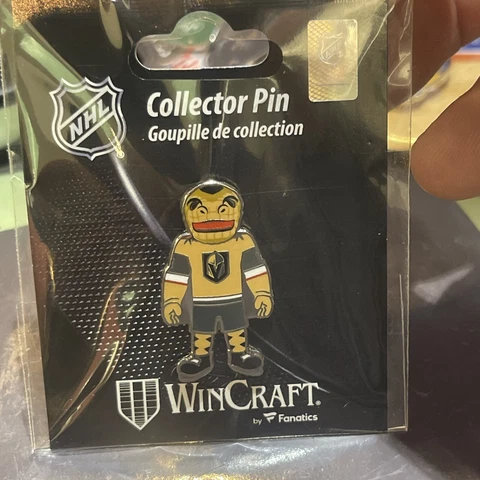 NHL
Collector Pin
Goupille de collection
WINCRAFT®
by Fanatics